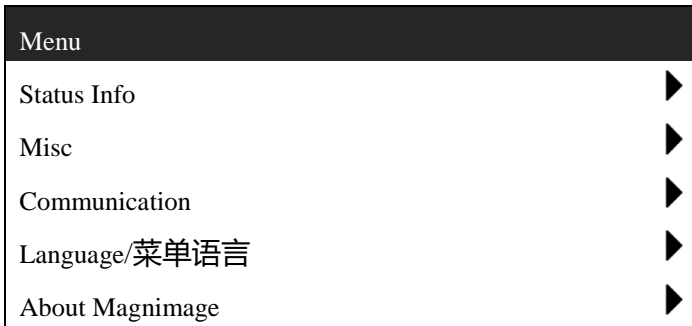 Menu
Status Info
Misc
Communication
Language/菜单语言
About Magnimage